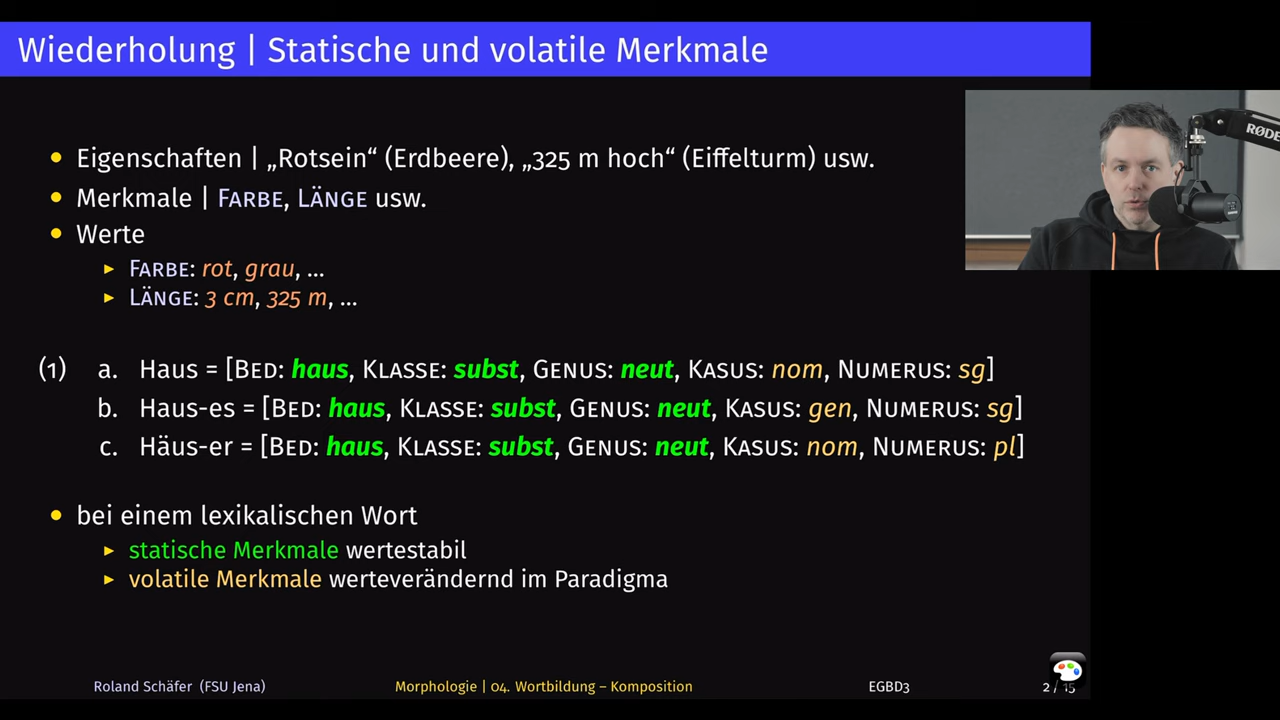 Wiederholung | Statische und volatile Merkmale
• Eigenschaften | „Rotsein“ (Erdbeere), „325 m hoch“ (Eiffelturm) usw.
• Merkmale | FARBE, LÄNGE usw.
• Werte
▸ FARBE: rot, grau, …
▸ LÄNGE: 3 cm, 325 m, …
(1) a. Haus = [BED: haus, KLASSE: subst, GENUS: neut, KASUS: nom, NUMERUS: sg]
b. Haus-es = [BED: haus, KLASSE: subst, GENUS: neut, KASUS: gen, NUMERUS: sg]
c. Häus-er = [BED: haus, KLASSE: subst, GENUS: neut, KASUS: nom, NUMERUS: pl]
• bei einem lexikalischen Wort
▸ statische Merkmale wertestabil
▸ volatile Merkmale werteverändernd im Paradigma
Roland Schäfer (FSU Jena) Morphologie | 04. Wortbildung – Komposition EGBD3 2 / 15
RØDE